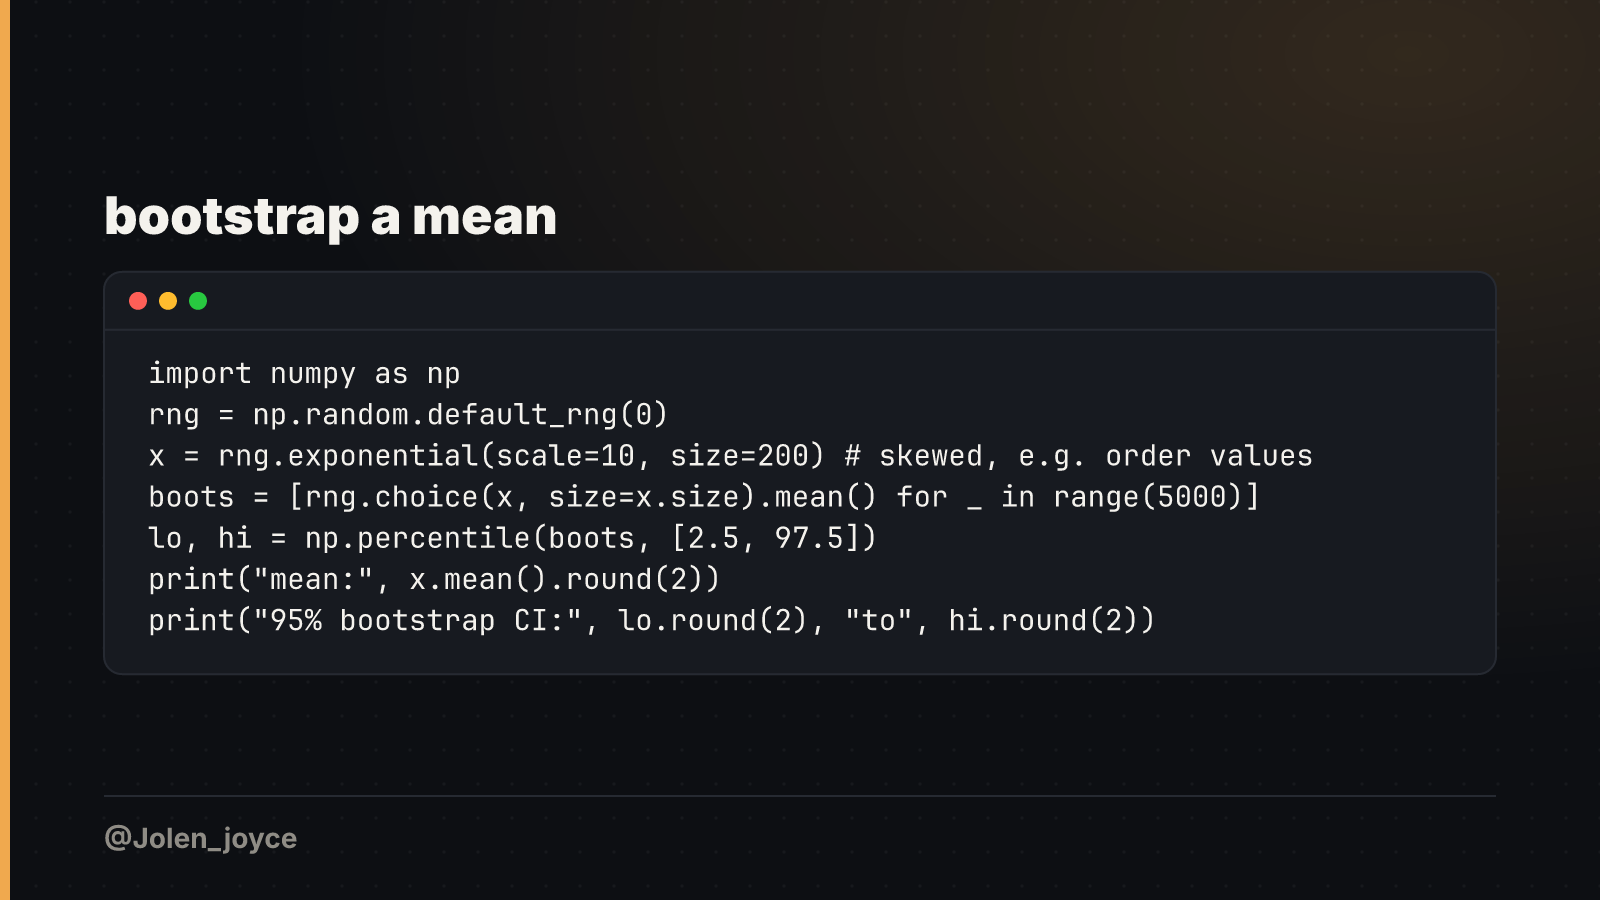 bootstrap a mean
import numpy as np
rng = np.random.default_rng(0)
x = rng.exponential(scale=10, size=200) # skewed, e.g. order values
boots = [rng.choice(x, size=x.size).mean() for _ in range(5000)]
lo, hi = np.percentile(boots, [2.5, 97.5])
print("mean:", x.mean().round(2))
print("95% bootstrap CI:", lo.round(2), "to", hi.round(2))
@Jolen_joyce